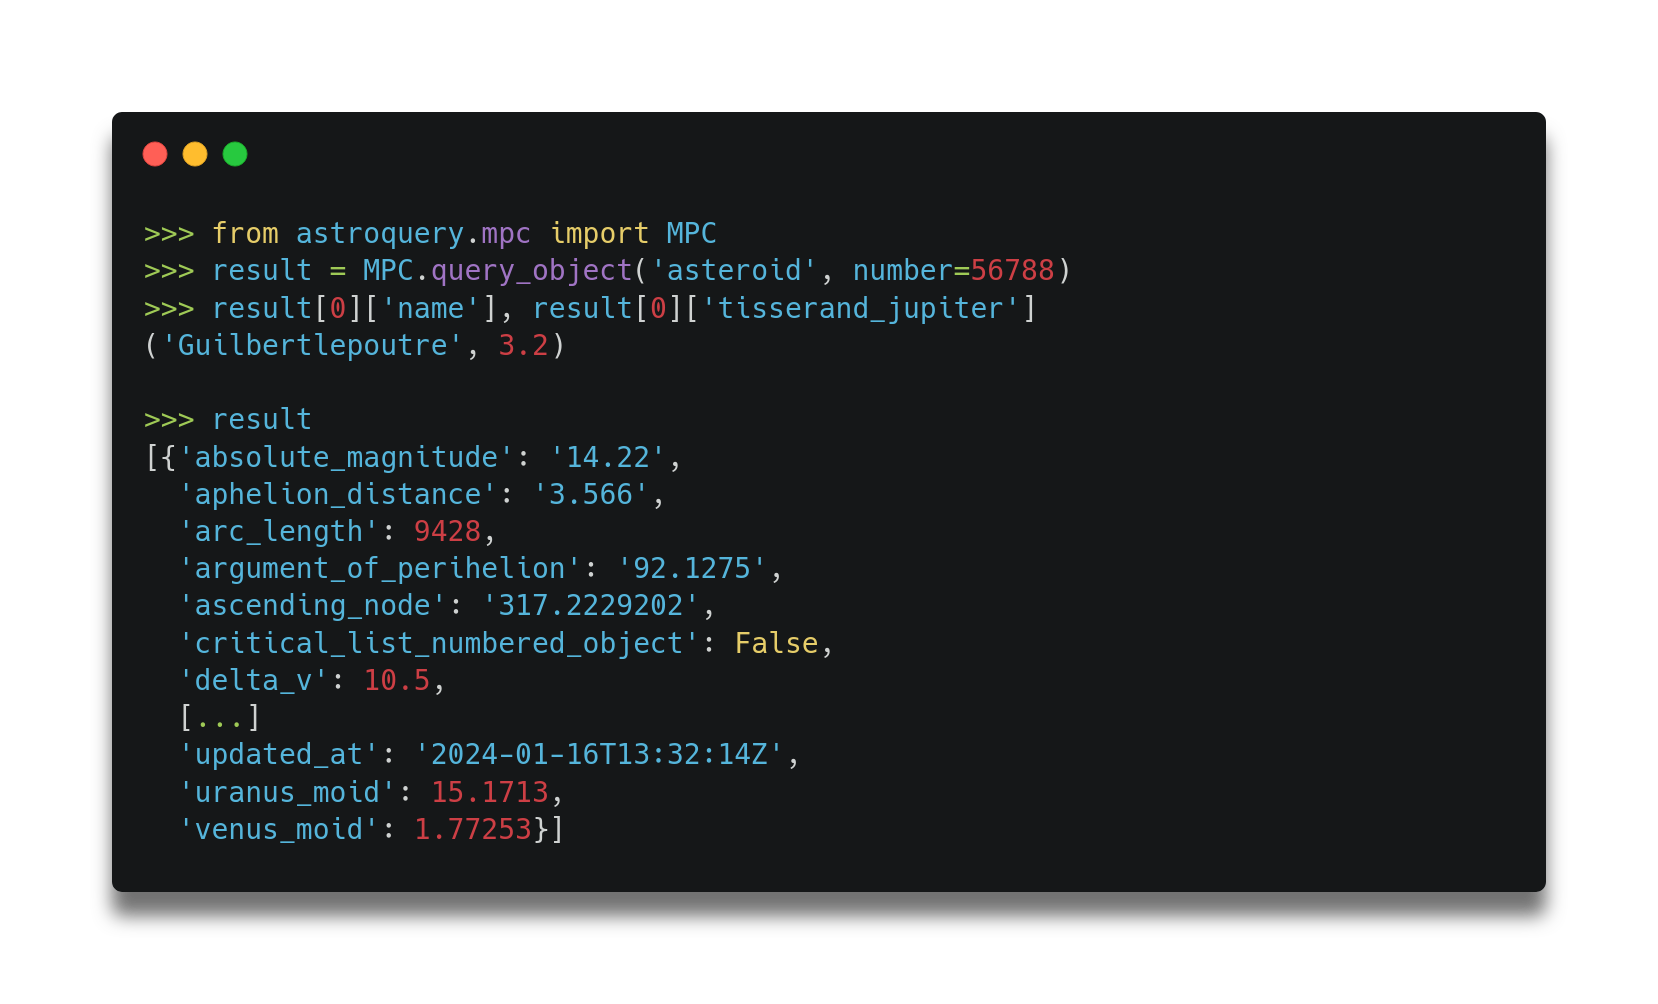 >>> from astroquery.mpc import MPC
>>> result = MPC.query_object('asteroid', number=56788)
>>> result[0]['name'], result[0]['tisserand_jupiter']
('Guilbertlepoutre', 3.2)

>>> result
[{'absolute_magnitude': '14.22',
  'aphelion_distance': '3.566',
  'arc_length': 9428,
  'argument_of_perihelion': '92.1275',
  'ascending_node': '317.2229202',
  'critical_list_numbered_object': False,
  'delta_v': 10.5,
  [...]
  'updated_at': '2024-01-16T13:32:14Z',
  'uranus_moid': 15.1713,
  'venus_moid': 1.77253}]